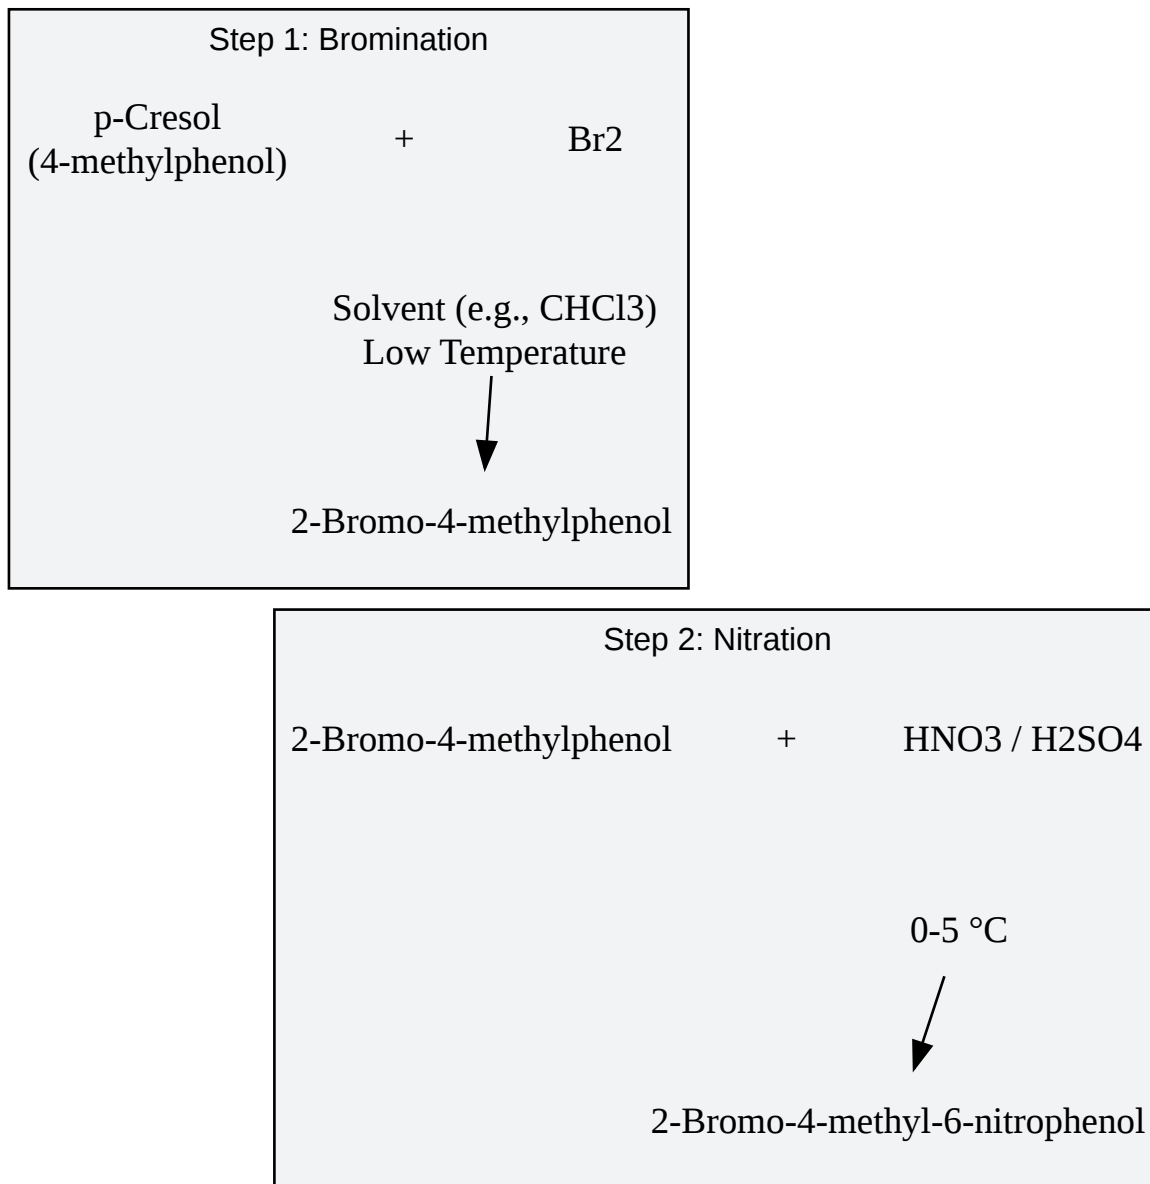 Step 1: Bromination
p-Cresol
(4-methylphenol)
+
Br2
Solvent (e.g., CHCl3)
Low Temperature
2-Bromo-4-methylphenol
Step 2: Nitration
2-Bromo-4-methylphenol
+
HNO3 / H2SO4
0-5 °C
2-Bromo-4-methyl-6-nitrophenol